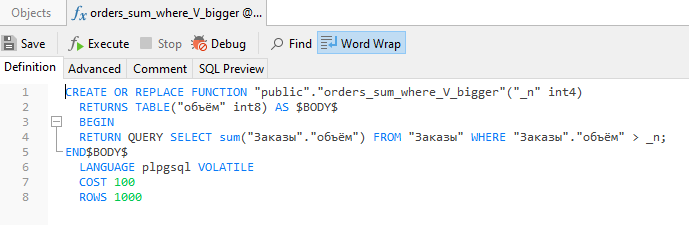 Objects fx orders_sum_where_V_bigger @...
Save Execute Debug Find Word Wrap
Definition Advanced Comment SQL Preview
1 CREATE OR REPLACE FUNCTION "public"."orders_sum_where_V_bigger"("_n" int4)
2 RETURNS TABLE("объём" int8) AS $BODY$
3 BEGIN
4 RETURN QUERY SELECT sum("Заказы"."объём") FROM "Заказы" WHERE "Заказы"."объём" > _n;
5 END$BODY$
6 LANGUAGE plpgsql VOLATILE
7 COST 100
8 ROWS 1000